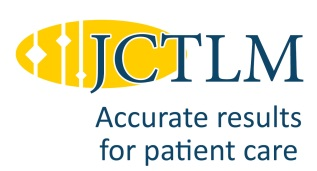 JCTLM
Accurate results
for patient care